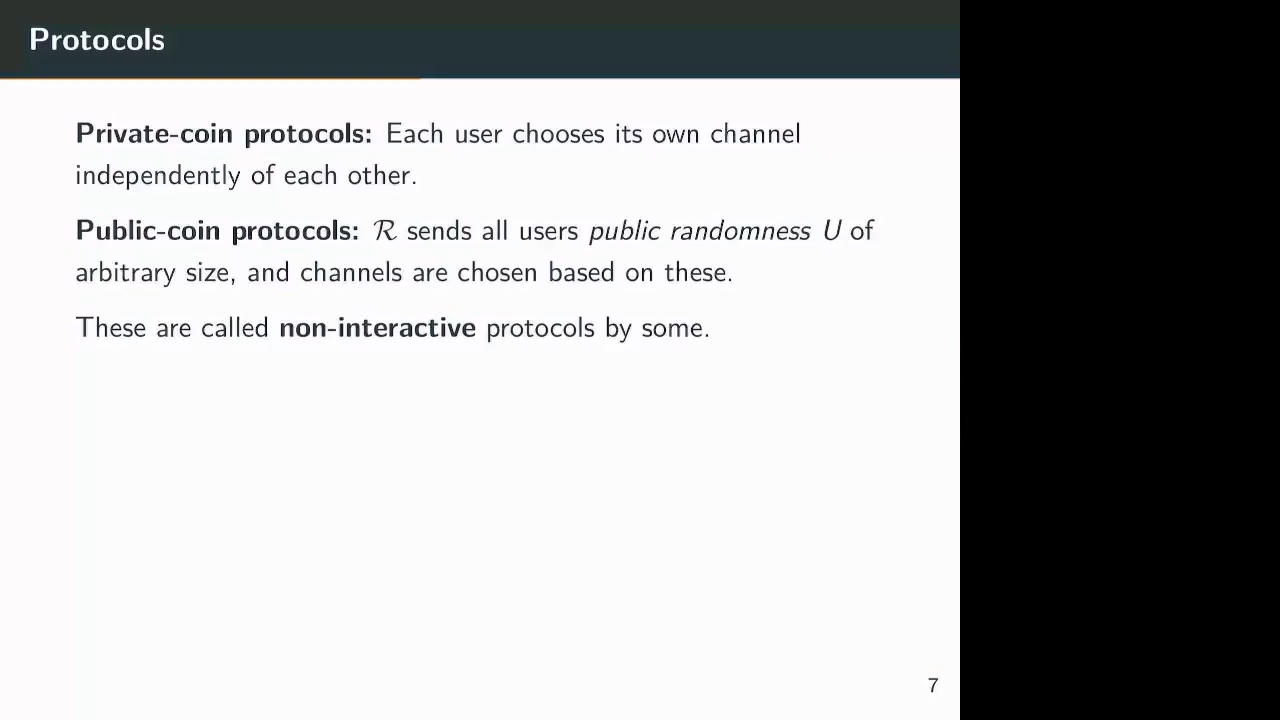 Protocols
Private-coin protocols: Each user chooses its own channel
independently of each other.
Public-coin protocols: ℛ sends all users public randomness U of
arbitrary size, and channels are chosen based on these.
These are called non-interactive protocols by some.
7